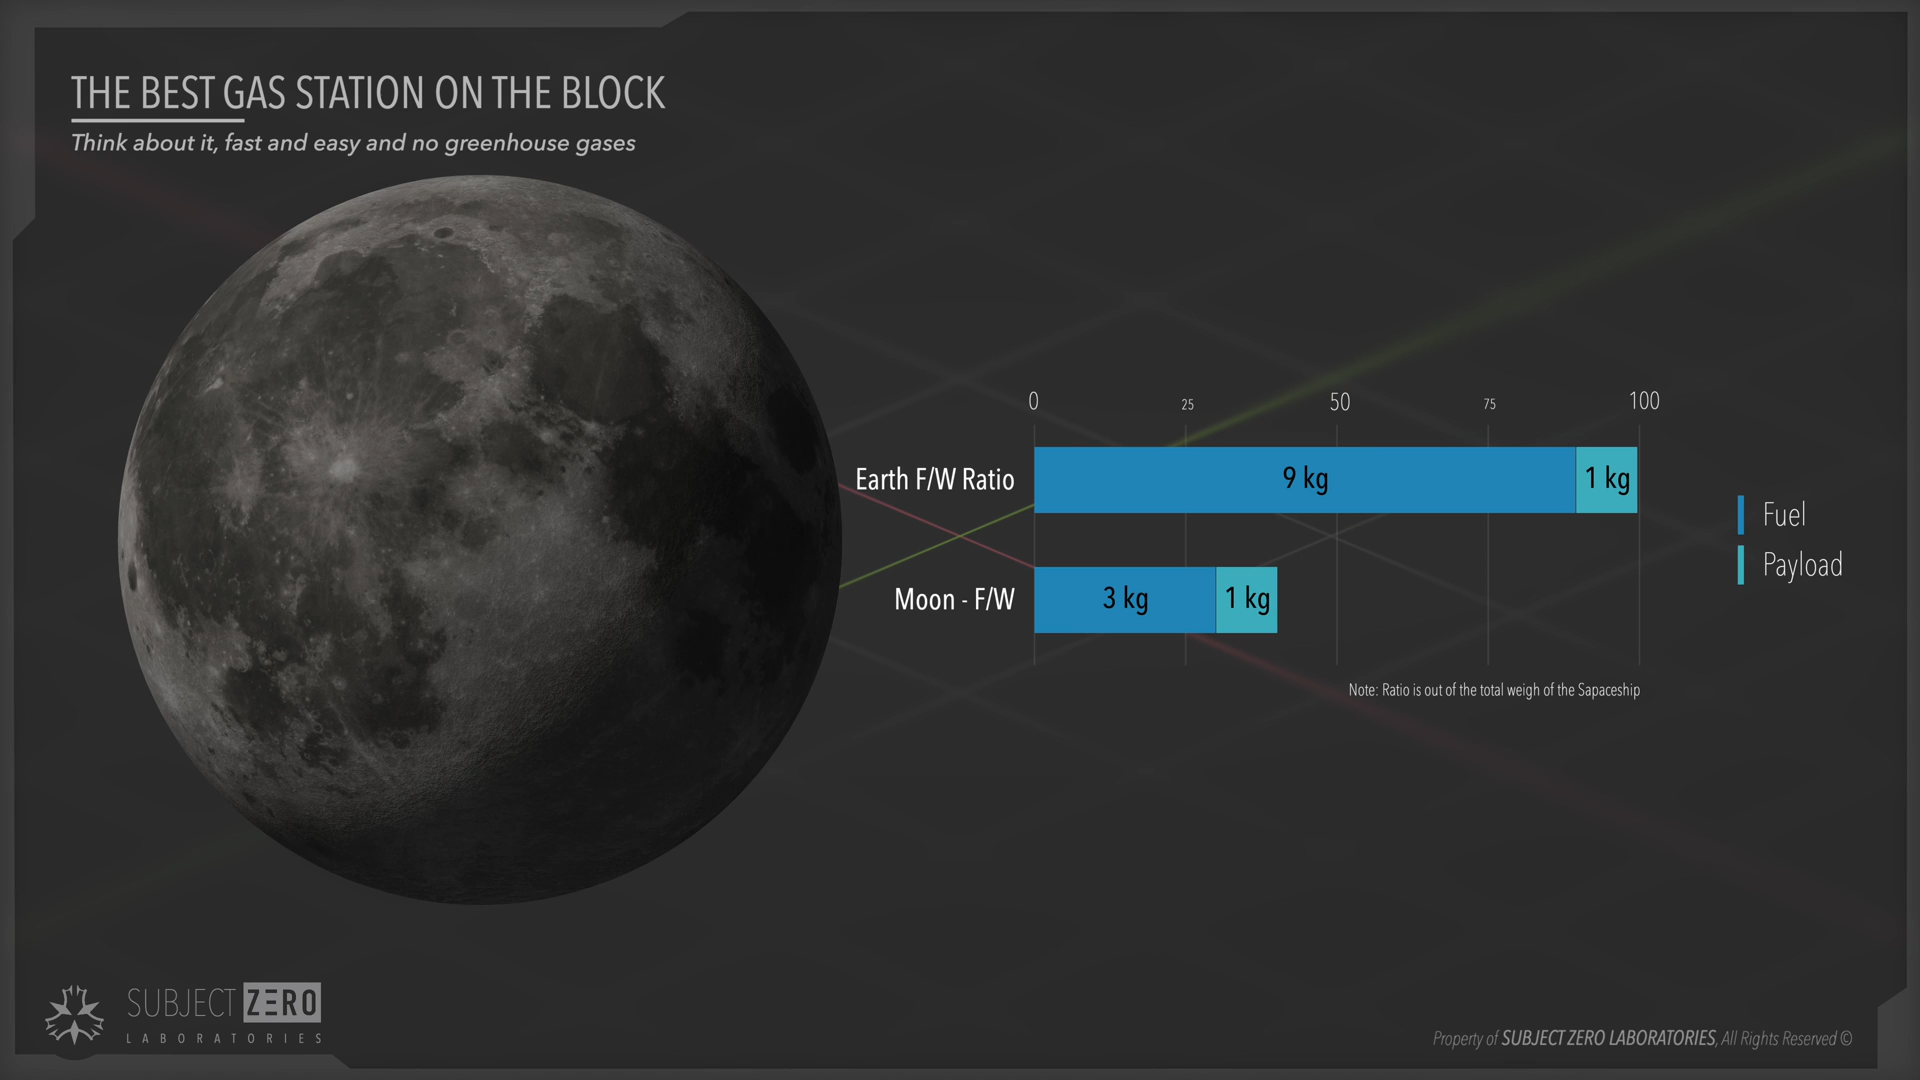 THE BEST GAS STATION ON THE BLOCK
Think about it, fast and easy and no greenhouse gases
0 25 50 75 100
Earth F/W Ratio 9 kg 1 kg
Fuel
Payload
Moon - F/W 3 kg 1 kg
Note: Ratio is out of the total weigh of the Sapaceship
SUBJECT ZERO
LABORATORIES
Property of SUBJECT ZERO LABORATORIES, All Rights Reserved ©